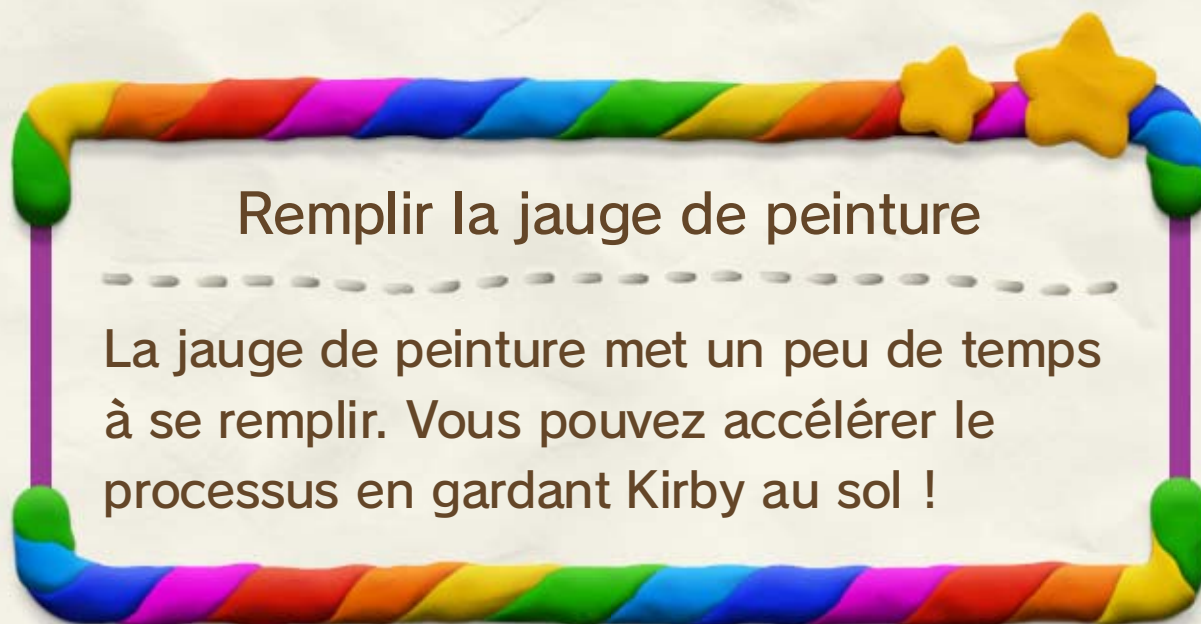 Remplir la jauge de peinture
La jauge de peinture met un peu de temps
à se remplir. Vous pouvez accélérer le
processus en gardant Kirby au sol !